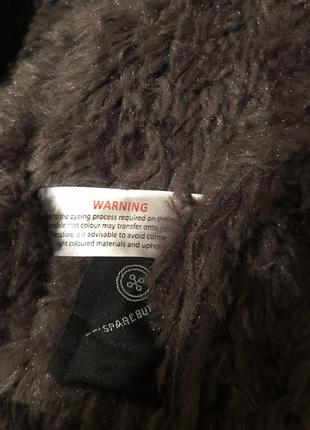 WARNING
to the dyeing process required on
that colour may transfer onto
it is advisable to avoid
light coloured materials and
SPARE